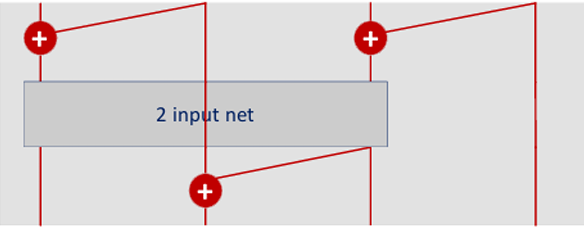 +
+
2 input net
+